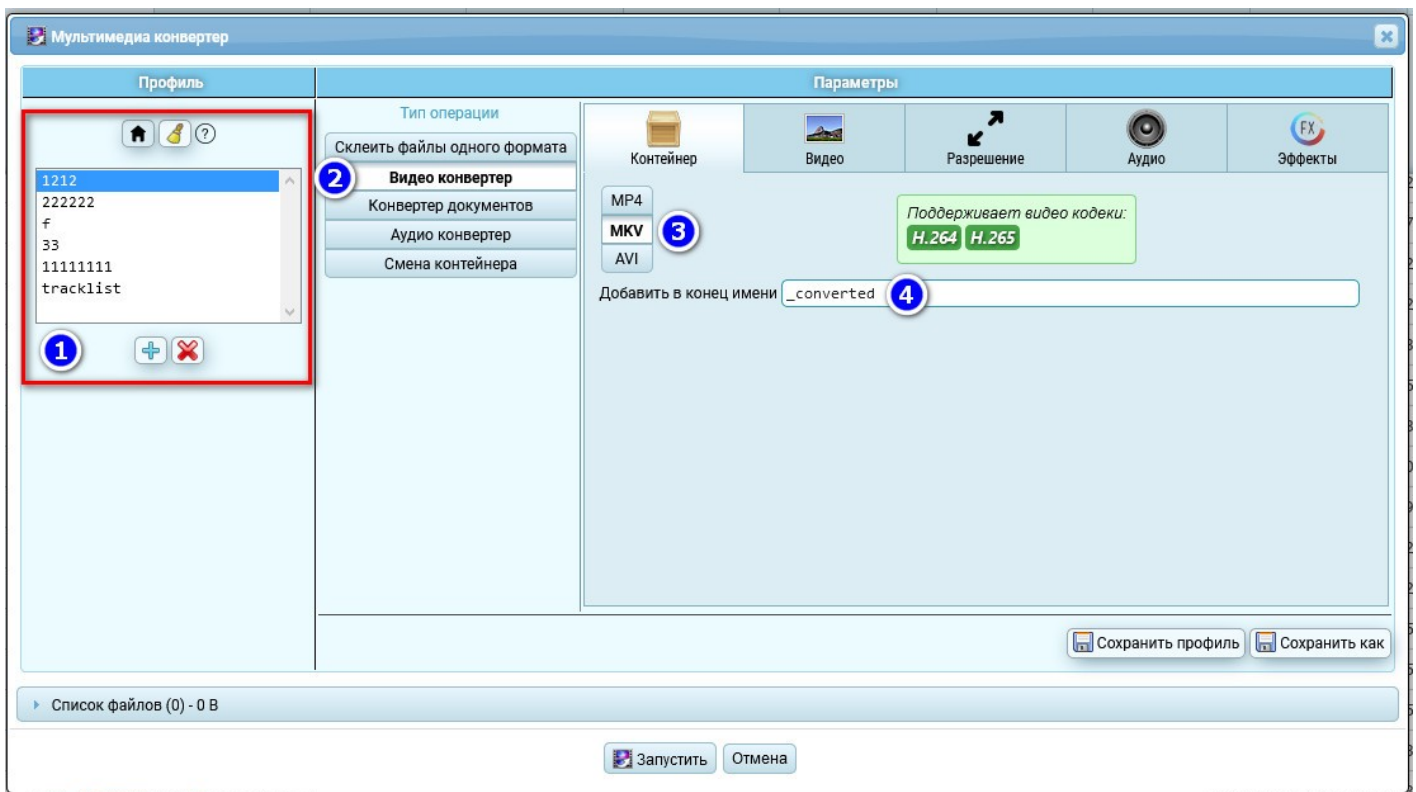 Мультимедиа конвертер
Профиль
Параметры
?
1212
222222
f
33
11111111
tracklist
1
Тип операции
Склеить файлы одного формата
2 Видео конвертер
Конвертер документов
Аудио конвертер
Смена контейнера
Контейнер
Видео
Разрешение
Аудио
FX
Эффекты
MP4
MKV 3
AVI
Поддерживает видео кодеки:
H.264 H.265
Добавить в конец имени _converted 4
Сохранить профиль Сохранить как
Список файлов (0) - 0 B
Запустить Отмена